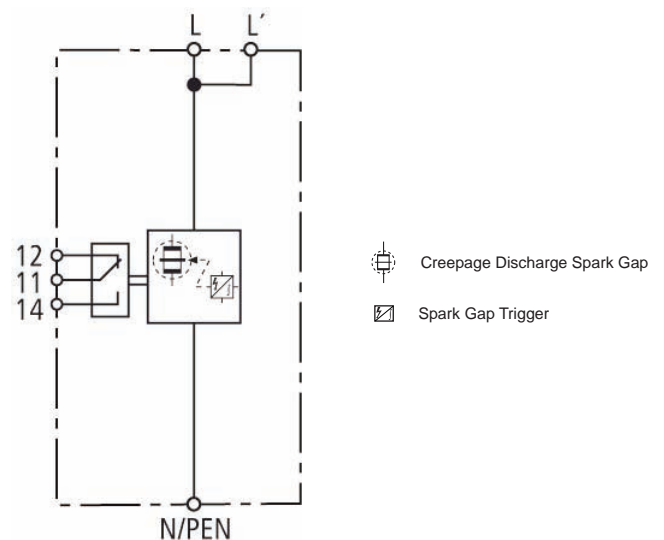 L L´
12
11
14
Creepage Discharge Spark Gap
Spark Gap Trigger
N/PEN